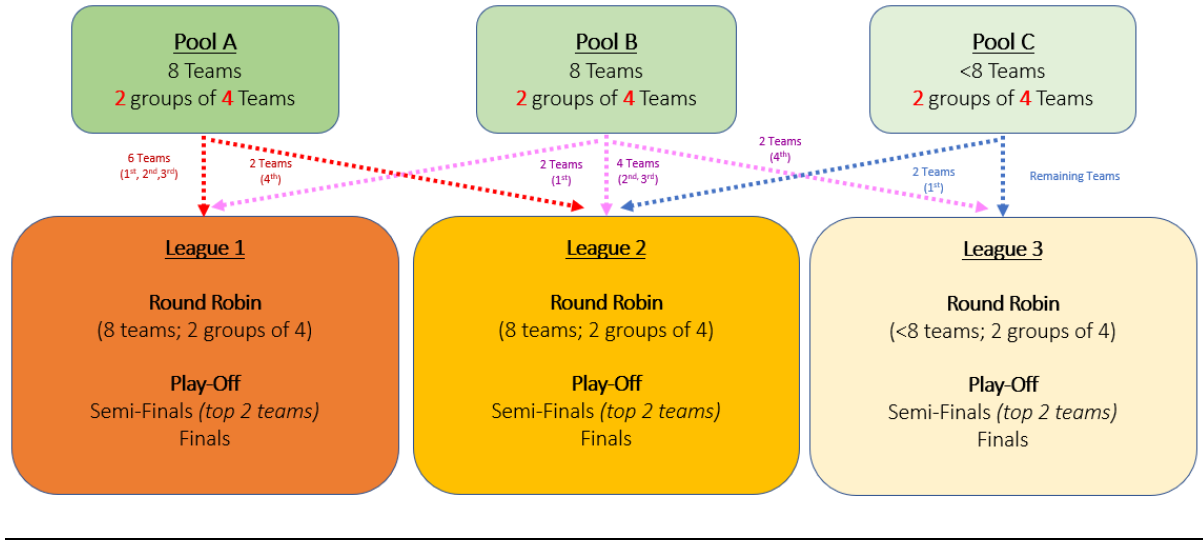 Pool A
8 Teams
2 groups of 4 Teams
Pool B
8 Teams
2 groups of 4 Teams
Pool C
<8 Teams
2 groups of 4 Teams
6 Teams
(1st, 2nd,3rd)
2 Teams
(4th)
2 Teams
(1st)
4 Teams
(2nd, 3rd)
2 Teams
(4th)
2 Teams
(1st)
Remaining Teams
League 1
Round Robin
(8 teams; 2 groups of 4)
Play-Off
Semi-Finals (top 2 teams)
Finals
League 2
Round Robin
(8 teams; 2 groups of 4)
Play-Off
Semi-Finals (top 2 teams)
Finals
League 3
Round Robin
(<8 teams; 2 groups of 4)
Play-Off
Semi-Finals (top 2 teams)
Finals